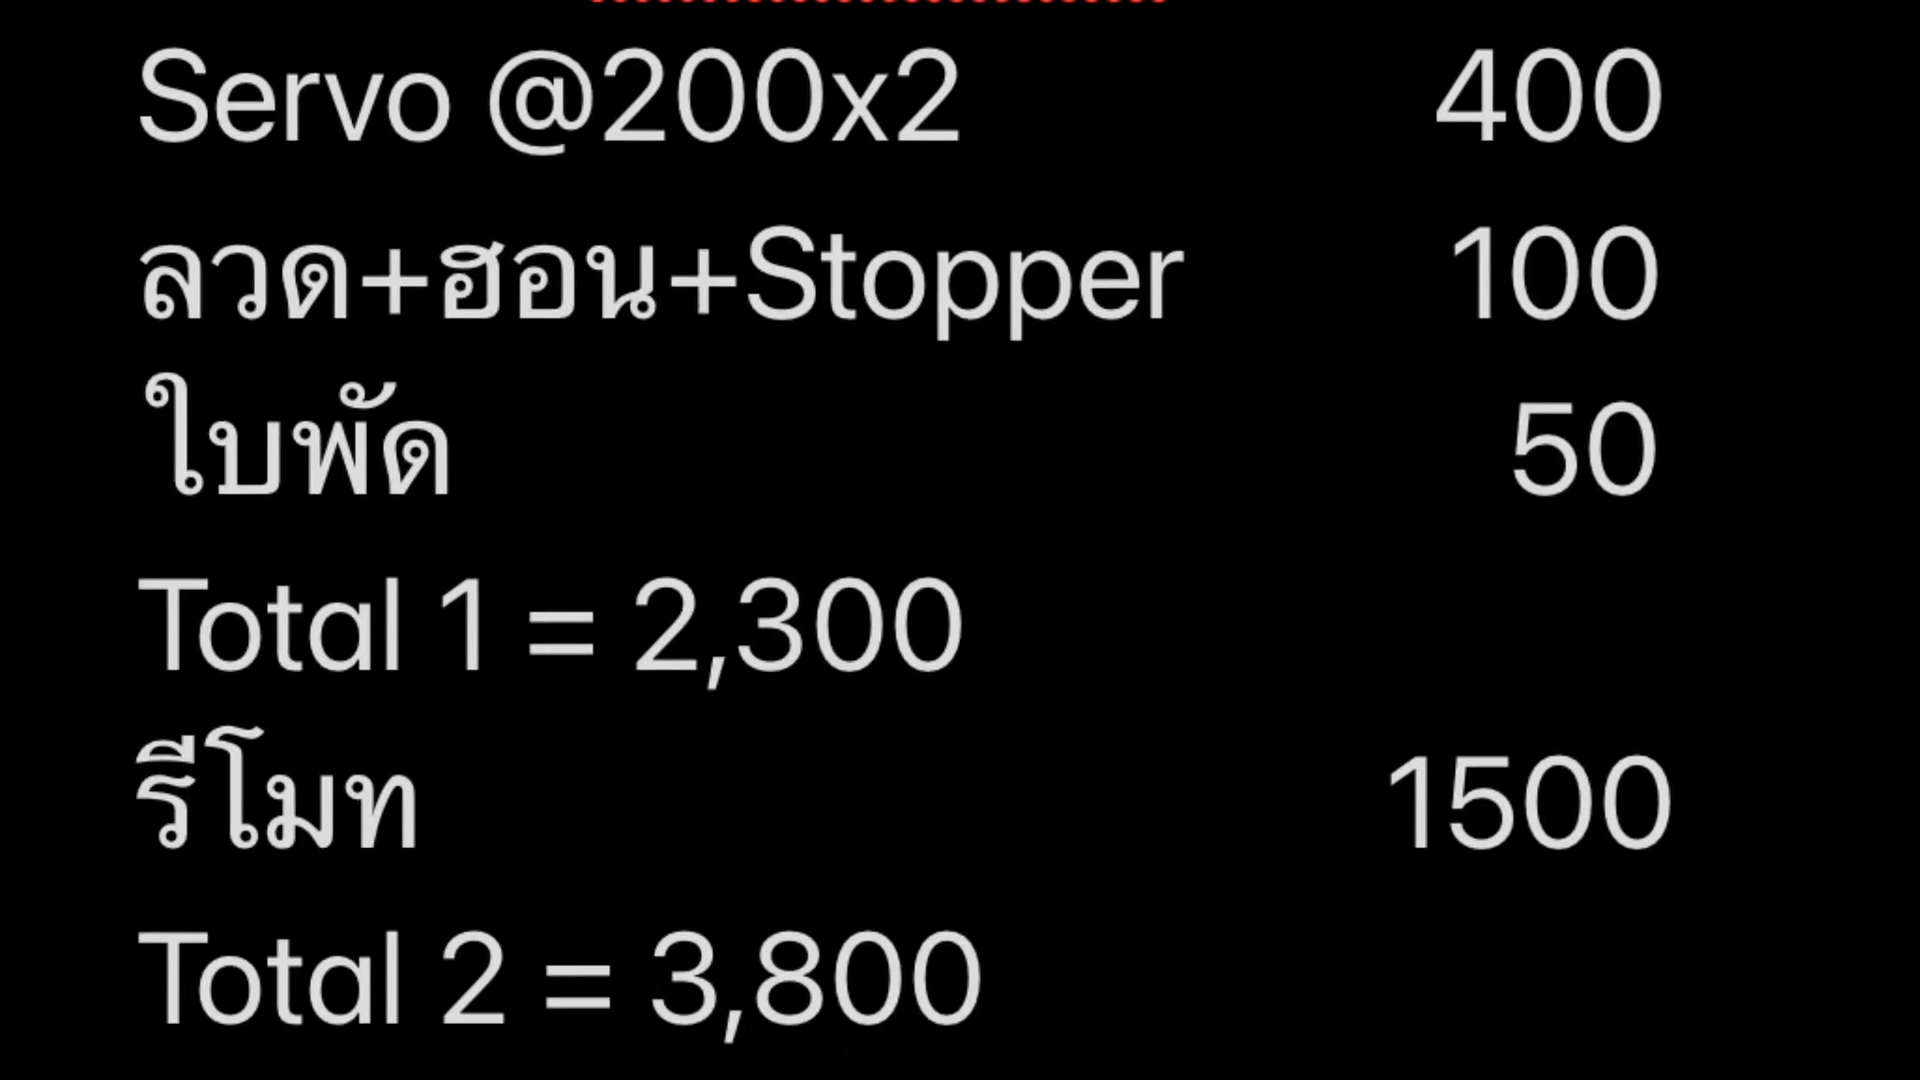 Servo @200x2 400
ลวด+ฮอน+Stopper 100
ใบพัด 50
Total 1 = 2,300
รีโมท 1500
Total 2 = 3,800